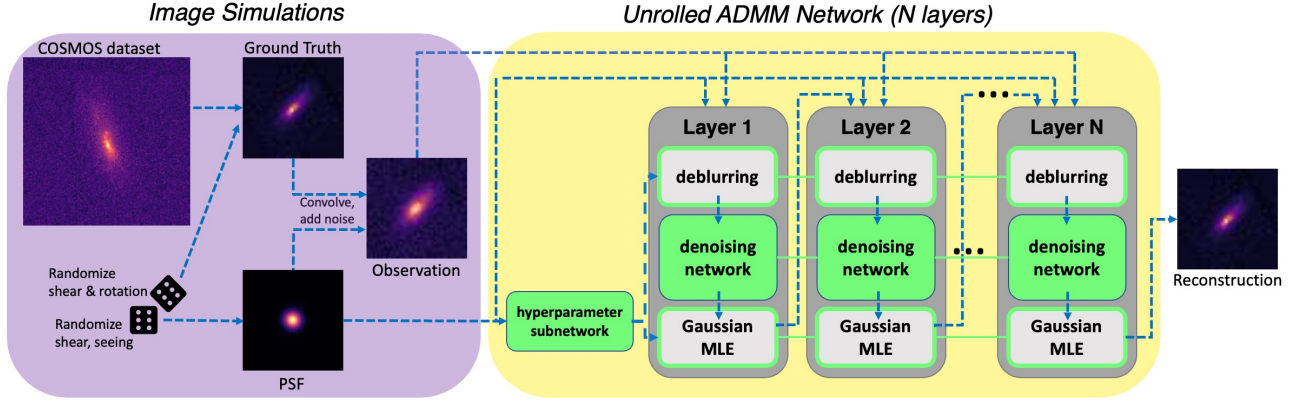 Image Simulations
Unrolled ADMM Network (N layers)
COSMOS dataset
Ground Truth
Convolve,
add noise
Observation
Randomize
shear & rotation
Randomize
shear, seeing
PSF
hyperparameter
subnetwork
Layer 1
deblurring
denoising
network
Gaussian
MLE
Layer 2
deblurring
denoising
network
Gaussian
MLE
...
...
Layer N
deblurring
denoising
network
Gaussian
MLE
Reconstruction